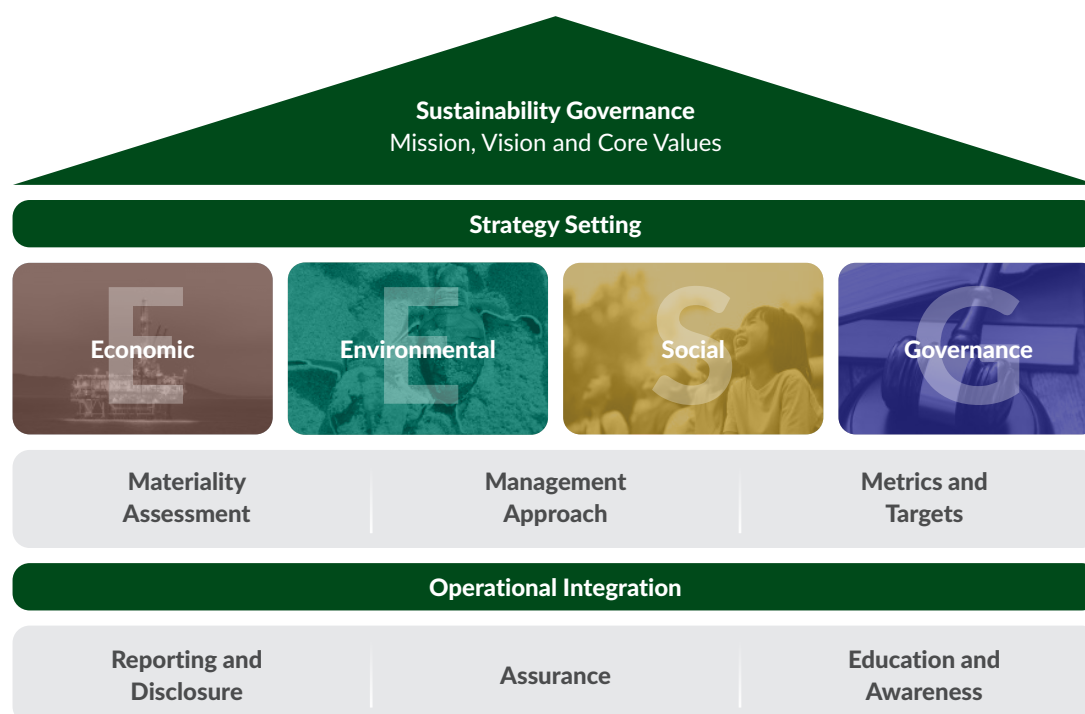 Sustainability Governance
Mission, Vision and Core Values
Strategy Setting
E
Economic
E
Environmental
S
Social
G
Governance
Materiality
Assessment
Management
Approach
Metrics and
Targets
Operational Integration
Reporting and
Disclosure
Assurance
Education and
Awareness